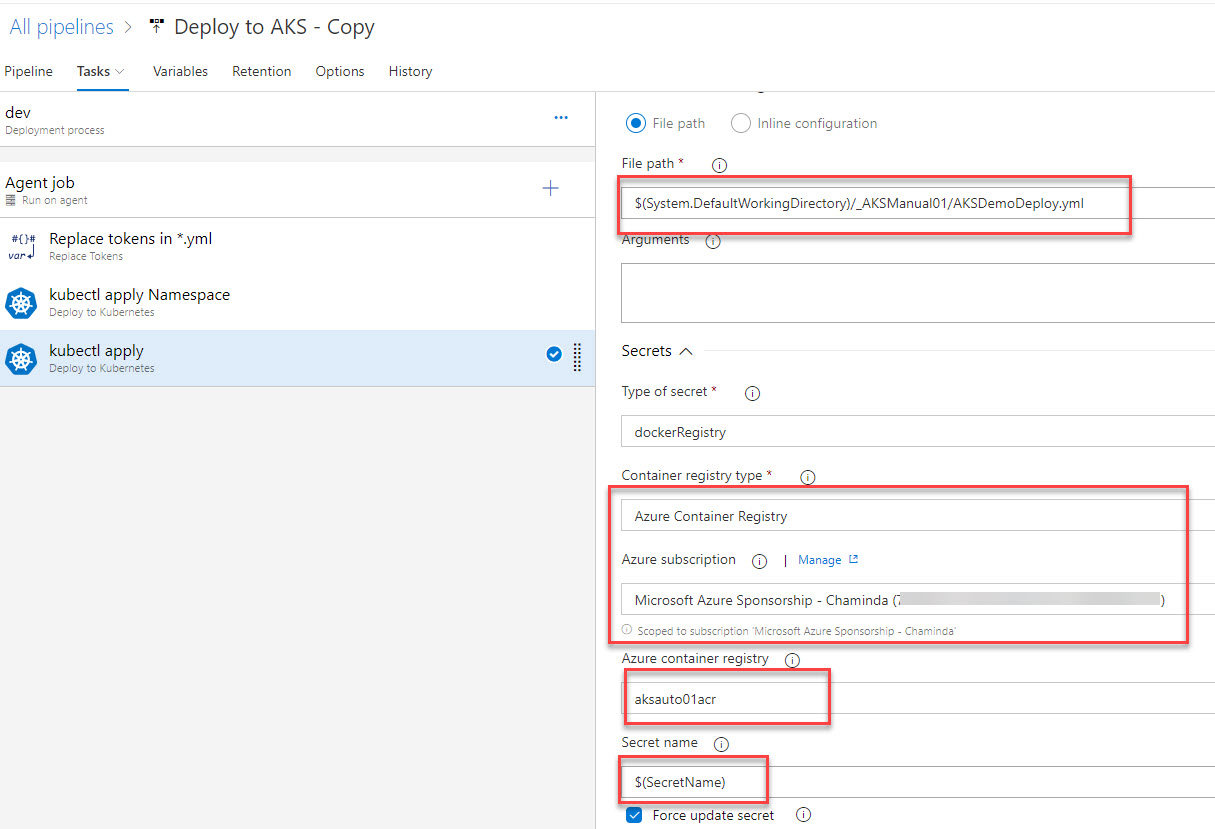 All pipelines > Deploy to AKS - Copy
Pipeline Tasks Variables Retention Options History
dev
Deployment process
Agent job
Run on agent
#{}#
var
Replace tokens in *.yml
Replace Tokens
kubectl apply Namespace
Deploy to Kubernetes
kubectl apply
Deploy to Kubernetes
File path Inline configuration
File path *
$(System.DefaultWorkingDirectory)/_AKSManual01/AKSDemoDeploy.yml
Arguments
Secrets
Type of secret *
dockerRegistry
Container registry type *
Azure Container Registry
Azure subscription | Manage
Microsoft Azure Sponsorship - Chaminda (7 )
Scoped to subscription 'Microsoft Azure Sponsorship - Chaminda'
Azure container registry
aksauto01acr
Secret name
$(SecretName)
Force update secret